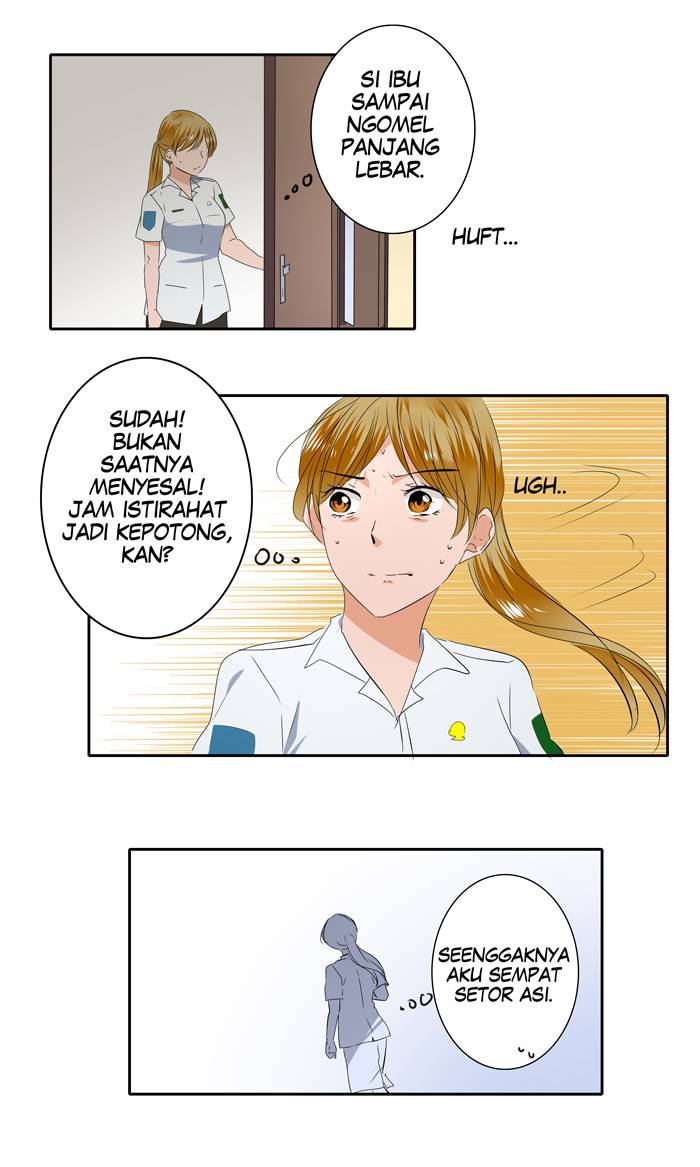 SI IBU
SAMPAI
NGOMEL
PANJANG
LEBAR.
HUFT...
SUDAH!
BUKAN
SAATNYA
MENYESAL!
JAM ISTIRAHAT
JADI KEPOTONG,
KAN?
UGH..
SEENGGAKNYA
AKU SEMPAT
SETOR ASI.